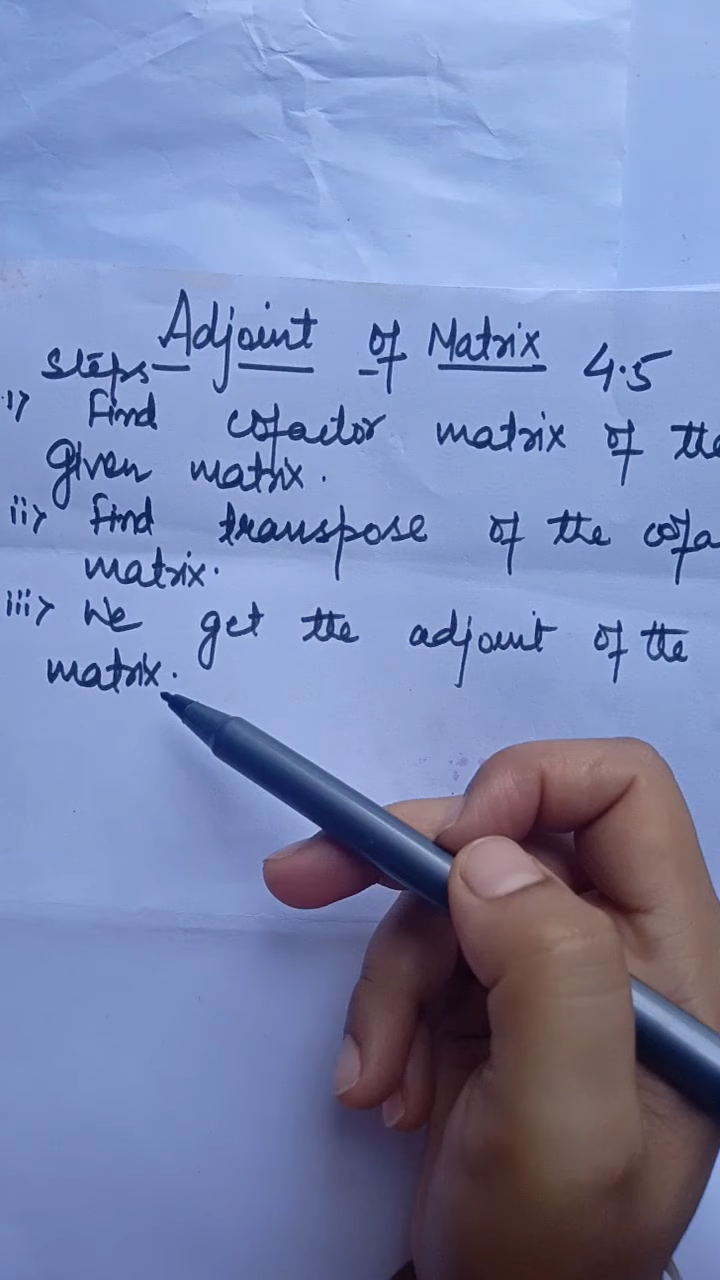 Adjoint of Matrix 4.5
Steps
i> Find cofactor matrix of the
given matrix.
ii> find transpose of the cofa
matrix.
iii> We get the adjoint of the
matrix.